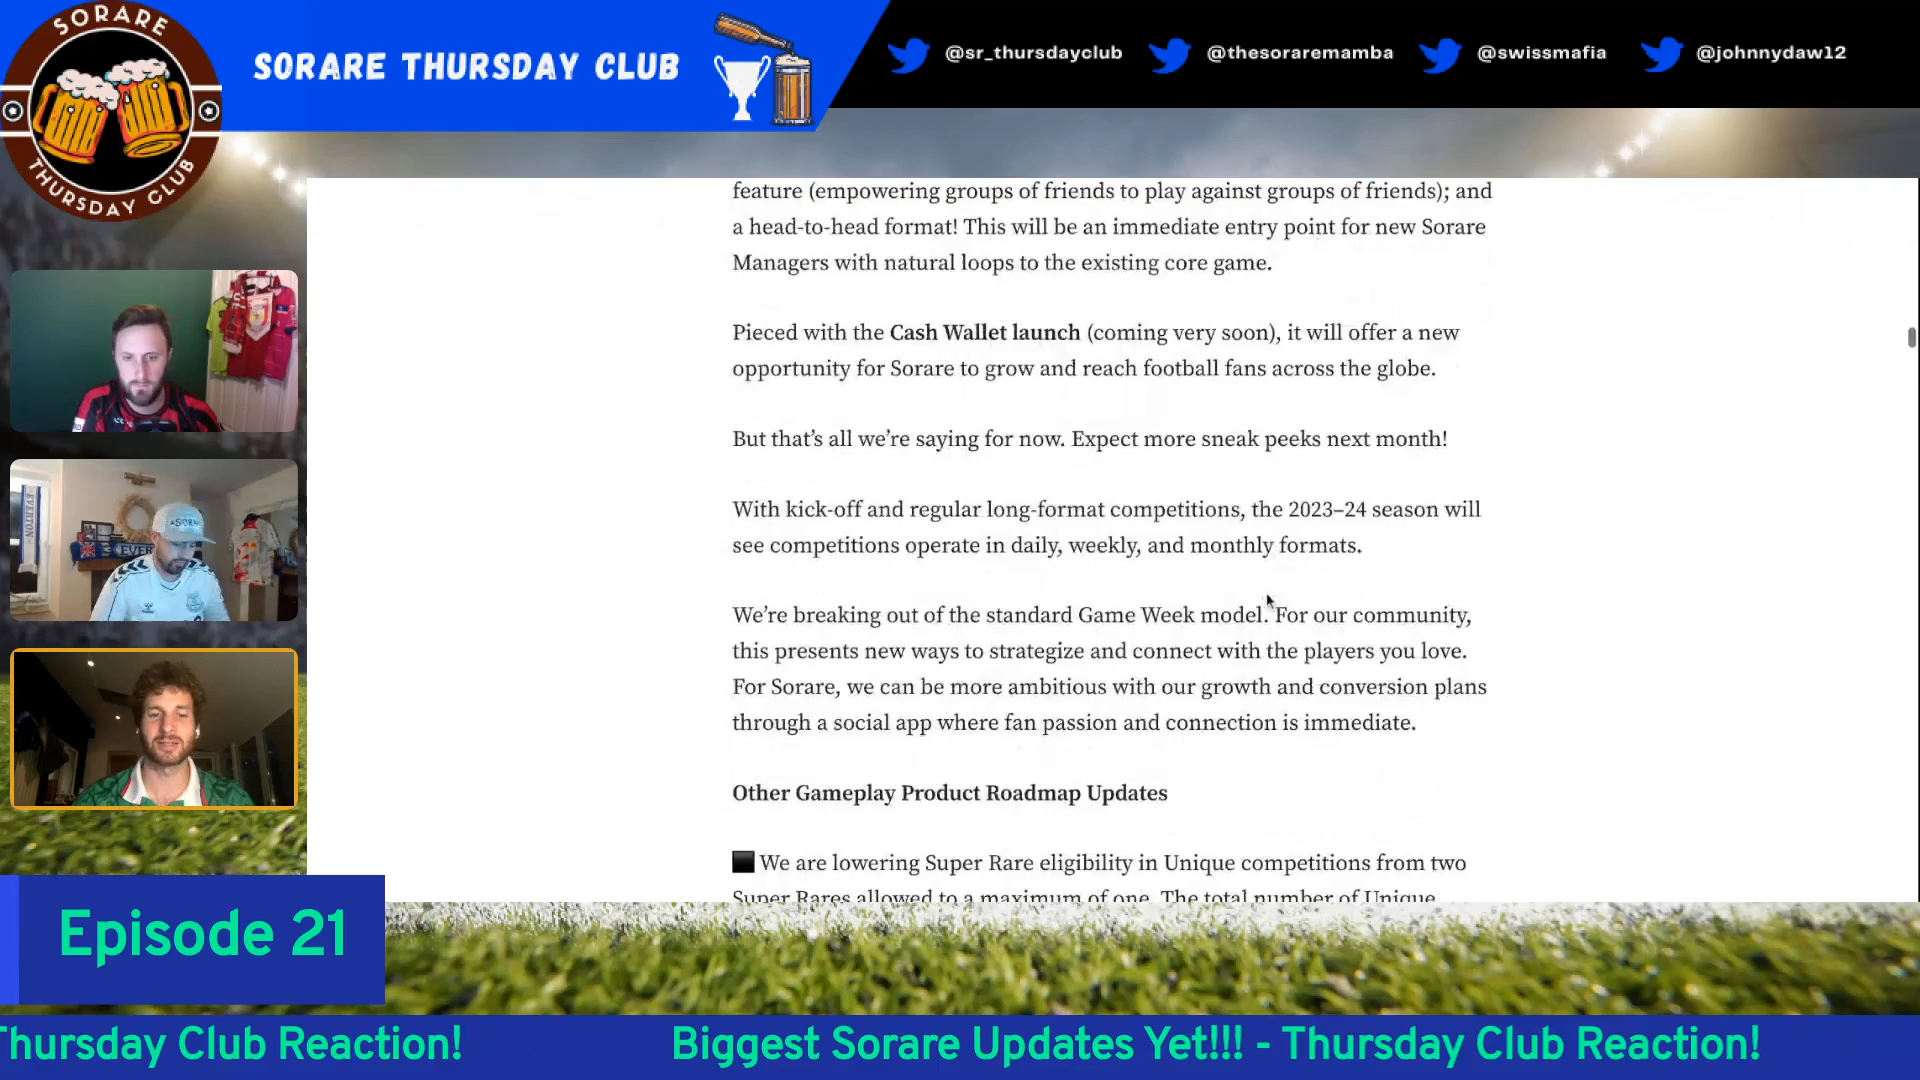 SORARE
THURSDAY CLUB
SORARE THURSDAY CLUB
@sr_thursdayclub
@thesoraremamba
@swissmafia
@johnnydaw12
feature (empowering groups of friends to play against groups of friends); and
a head-to-head format! This will be an immediate entry point for new Sorare
Managers with natural loops to the existing core game.
Pieced with the Cash Wallet launch (coming very soon), it will offer a new
opportunity for Sorare to grow and reach football fans across the globe.
But that’s all we’re saying for now. Expect more sneak peeks next month!
With kick-off and regular long-format competitions, the 2023–24 season will
see competitions operate in daily, weekly, and monthly formats.
We’re breaking out of the standard Game Week model. For our community,
this presents new ways to strategize and connect with the players you love.
For Sorare, we can be more ambitious with our growth and conversion plans
through a social app where fan passion and connection is immediate.
Other Gameplay Product Roadmap Updates
We are lowering Super Rare eligibility in Unique competitions from two
Super Rares allowed to a maximum of one. The total number of Unique
EVERTON
Episode 21
Thursday Club Reaction!
Biggest Sorare Updates Yet!!! - Thursday Club Reaction!